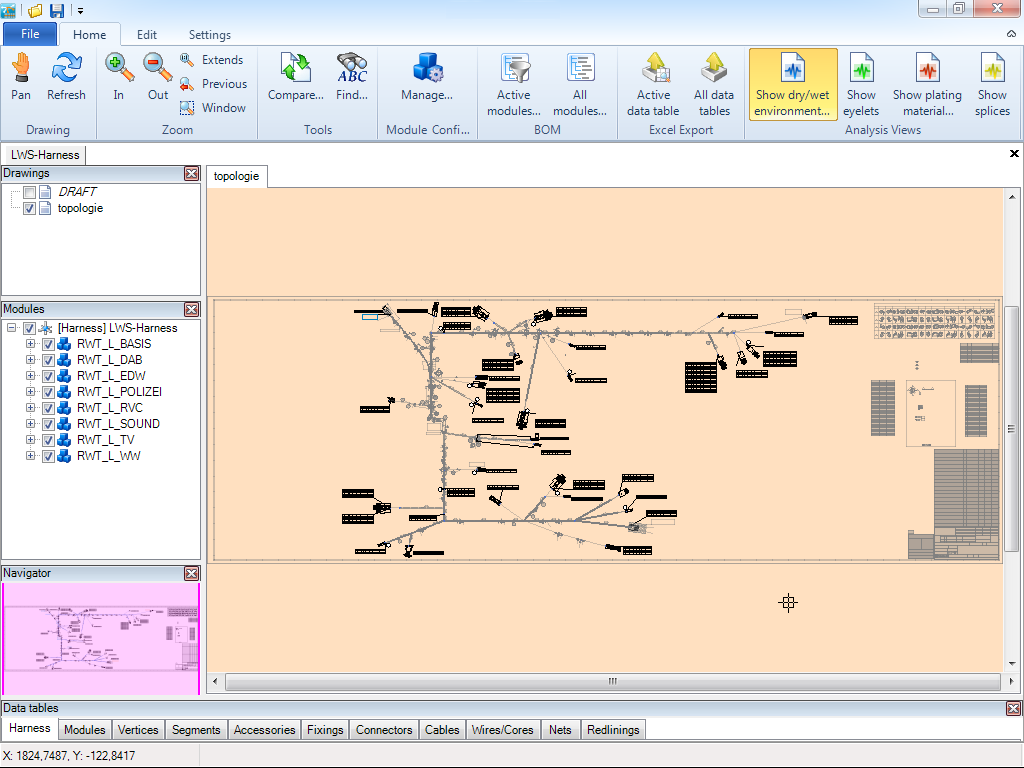 File Home Edit Settings
Pan
Refresh
Drawing
In
Out
Extends
Previous
Window
Zoom
Compare...
ABC
Find...
Tools
Manage...
Module Confi...
Active modules...
All modules...
BOM
Active data table
All data tables
Excel Export
Show dry/wet environment...
Show eyelets
Show plating material...
Show splices
Analysis Views
LWS-Harness
Drawings
DRAFT
topologie
topologie
Modules
[Harness] LWS-Harness
RWT_L_BASIS
RWT_L_DAB
RWT_L_EDW
RWT_L_POLIZEI
RWT_L_RVC
RWT_L_SOUND
RWT_L_TV
RWT_L_WW
Navigator
Data tables
Harness Modules Vertices Segments Accessories Fixings Connectors Cables Wires/Cores Nets Redlinings
X: 1824,7487, Y: -122,8417